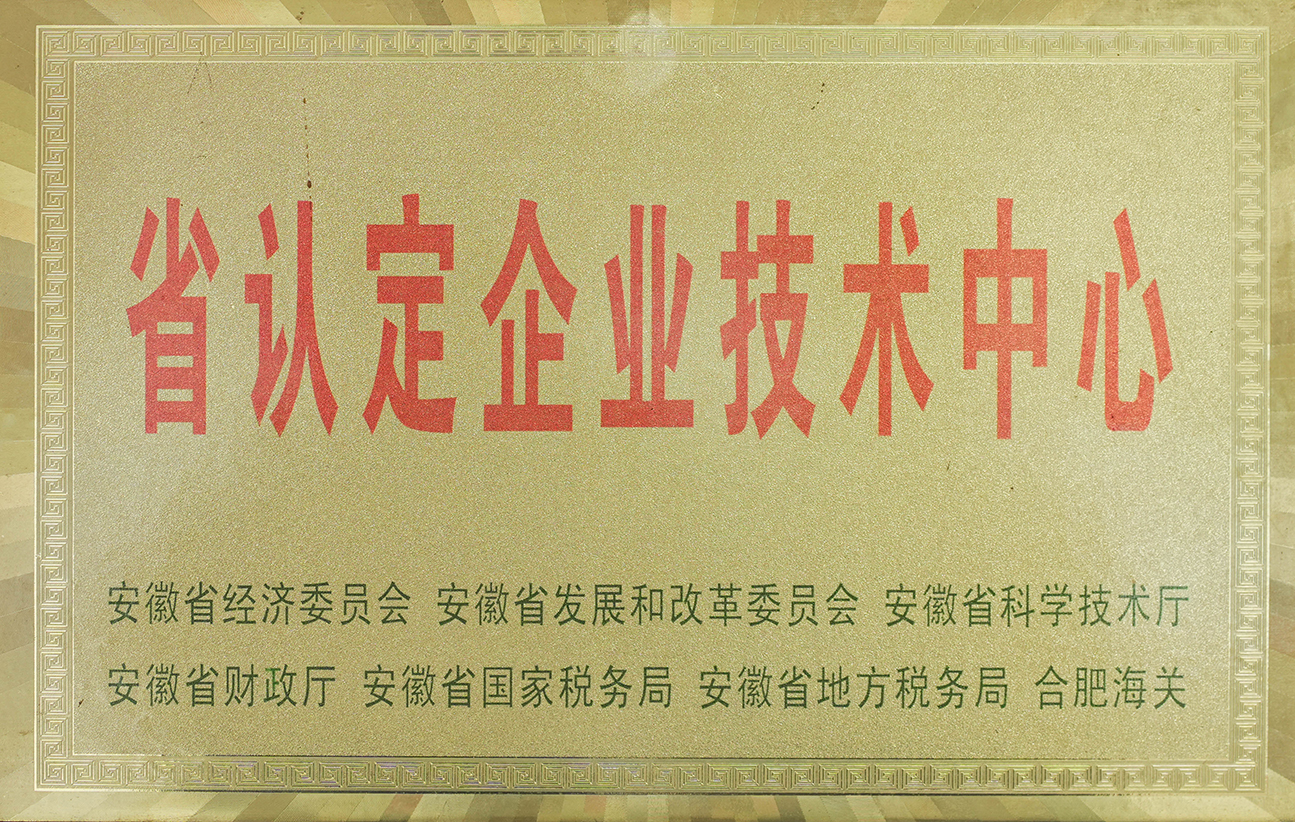 省认定企业技术中心
安徽省经济委员会 安徽省发展和改革委员会 安徽省科学技术厅
安徽省财政厅 安徽省国家税务局 安徽省地方税务局 合肥海关